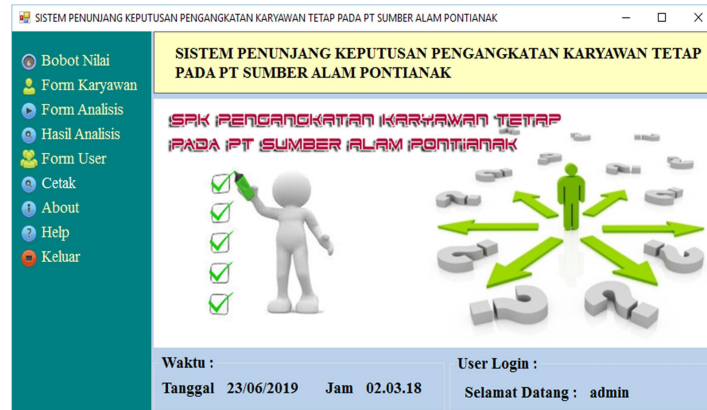 SISTEM PENUNJANG KEPUTUSAN PENGANGKATAN KARYAWAN TETAP PADA PT SUMBER ALAM PONTIANAK
Bobot Nilai
Form Karyawan
Form Analisis
Hasil Analisis
Form User
Cetak
About
Help
Keluar
SISTEM PENUNJANG KEPUTUSAN PENGANGKATAN KARYAWAN TETAP
PADA PT SUMBER ALAM PONTIANAK
SPK PENGANGKATAN KARYAWAN TETAP
PADA PT SUMBER ALAM PONTIANAK
Waktu :
Tanggal 23/06/2019 Jam 02.03.18
User Login :
Selamat Datang : admin